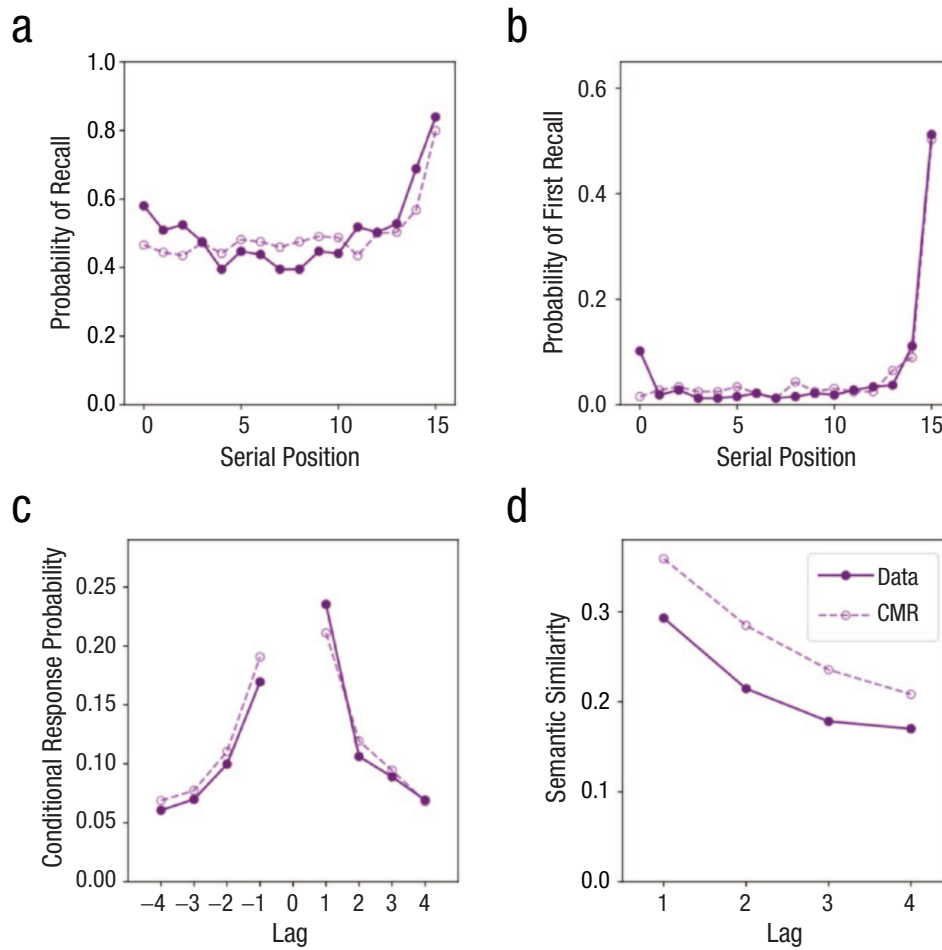 a
1.0
0.8
0.6
0.4
0.2
0.0
Probability of Recall
0 5 10 15
Serial Position
b
0.6
0.4
0.2
0.0
Probability of First Recall
0 5 10 15
Serial Position
c
0.25
0.20
0.15
0.10
0.05
0.00
Conditional Response Probability
−4 −3 −2 −1 0 1 2 3 4
Lag
d
0.3
0.2
0.1
0.0
Semantic Similarity
Data
CMR
1 2 3 4
Lag